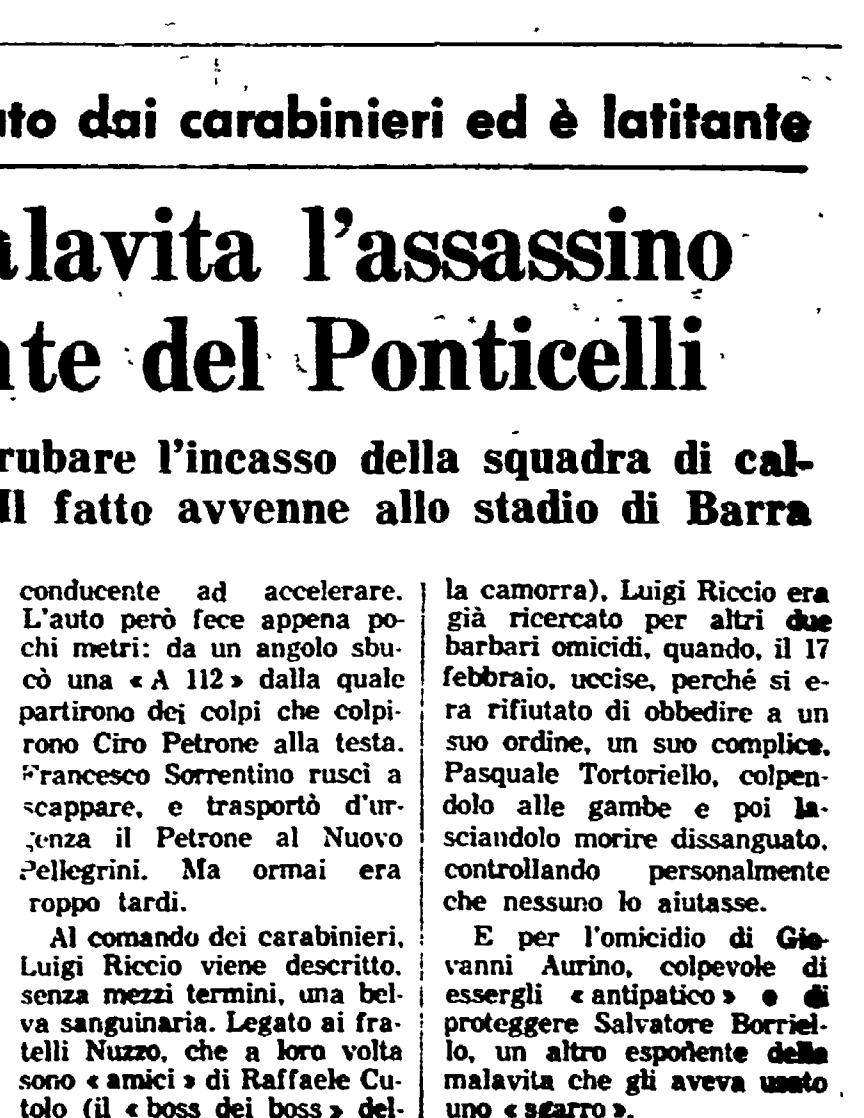 to dai carabinieri ed è latitante
lavita l'assassino
te del Ponticelli
rubare l'incasso della squadra di cal-
Il fatto avvenne allo stadio di Barra
conducente ad accelerare.
L'auto però fece appena po-
chi metri: da un angolo sbu-
cò una « A 112 » dalla quale
partirono dei colpi che colpi-
rono Ciro Petrone alla testa.
Francesco Sorrentino ruscì a
scappare, e trasportò d'ur-
genza il Petrone al Nuovo
Pellegrini. Ma ormai era
roppo tardi.
Al comando dei carabinieri,
Luigi Riccio viene descritto,
senza mezzi termini, una bel-
va sanguinaria. Legato ai fra-
telli Nuzzo, che a loro volta
sono « amici » di Raffaele Cu-
tolo (il « boss dei boss » del-
la camorra), Luigi Riccio era
già ricercato per altri due
barbari omicidi, quando, il 17
febbraio, uccise, perché si e-
ra rifiutato di obbedire a un
suo ordine, un suo complice,
Pasquale Tortoriello, colpen-
dolo alle gambe e poi la-
sciandolo morire dissanguato,
controllando personalmente
che nessuno lo aiutasse.
E per l'omicidio di Gio-
vanni Aurino, colpevole di
essergli « antipatico » e di
proteggere Salvatore Borriel-
lo, un altro esponente della
malavita che gli aveva usato
uno « sgarro ».